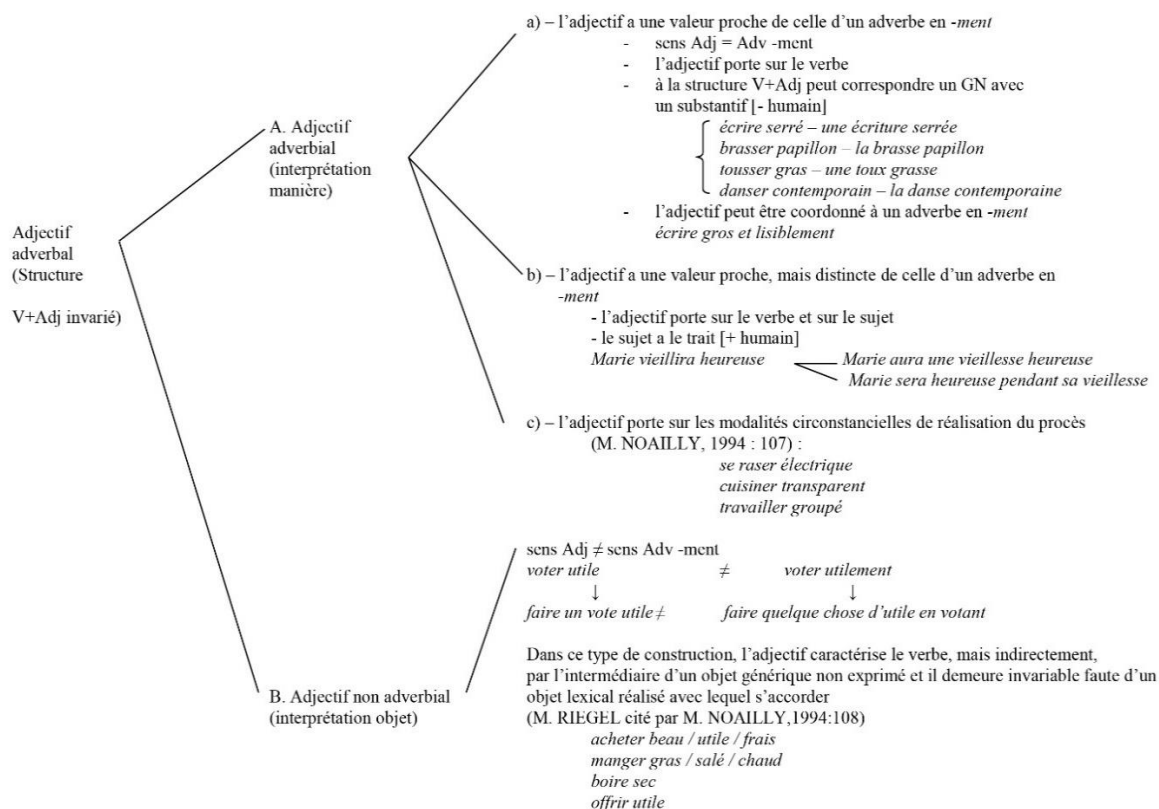 a) – l’adjectif a une valeur proche de celle d’un adverbe en -ment
- sens Adj = Adv -ment
- l’adjectif porte sur le verbe
- à la structure V+Adj peut correspondre un GN avec
un substantif [- humain]
écrire serré – une écriture serrée
brasser papillon – la brasse papillon
tousser gras – une toux grasse
danser contemporain – la danse contemporaine
- l’adjectif peut être coordonné à un adverbe en -ment
écrire gros et lisiblement
A. Adjectif
adverbial
(interprétation
manière)
Adjectif
adverbal
(Structure
V+Adj invarié)
b) – l’adjectif a une valeur proche, mais distincte de celle d’un adverbe en
-ment
- l’adjectif porte sur le verbe et sur le sujet
- le sujet a le trait [+ humain]
Marie vieillira heureuse
Marie aura une vieillesse heureuse
Marie sera heureuse pendant sa vieillesse
c) – l’adjectif porte sur les modalités circonstancielles de réalisation du procès
(M. NOAILLY, 1994 : 107) :
se raser électrique
cuisiner transparent
travailler groupé
B. Adjectif non adverbial
(interprétation objet)
sens Adj ≠ sens Adv -ment
voter utile ≠ voter utilement
↓ ↓
faire un vote utile ≠ faire quelque chose d’utile en votant
Dans ce type de construction, l’adjectif caractérise le verbe, mais indirectement,
par l’intermédiaire d’un objet générique non exprimé et il demeure invariable faute d’un
objet lexical réalisé avec lequel s’accorder
(M. RIEGEL cité par M. NOAILLY,1994:108)
acheter beau / utile / frais
manger gras / salé / chaud
boire sec
offrir utile